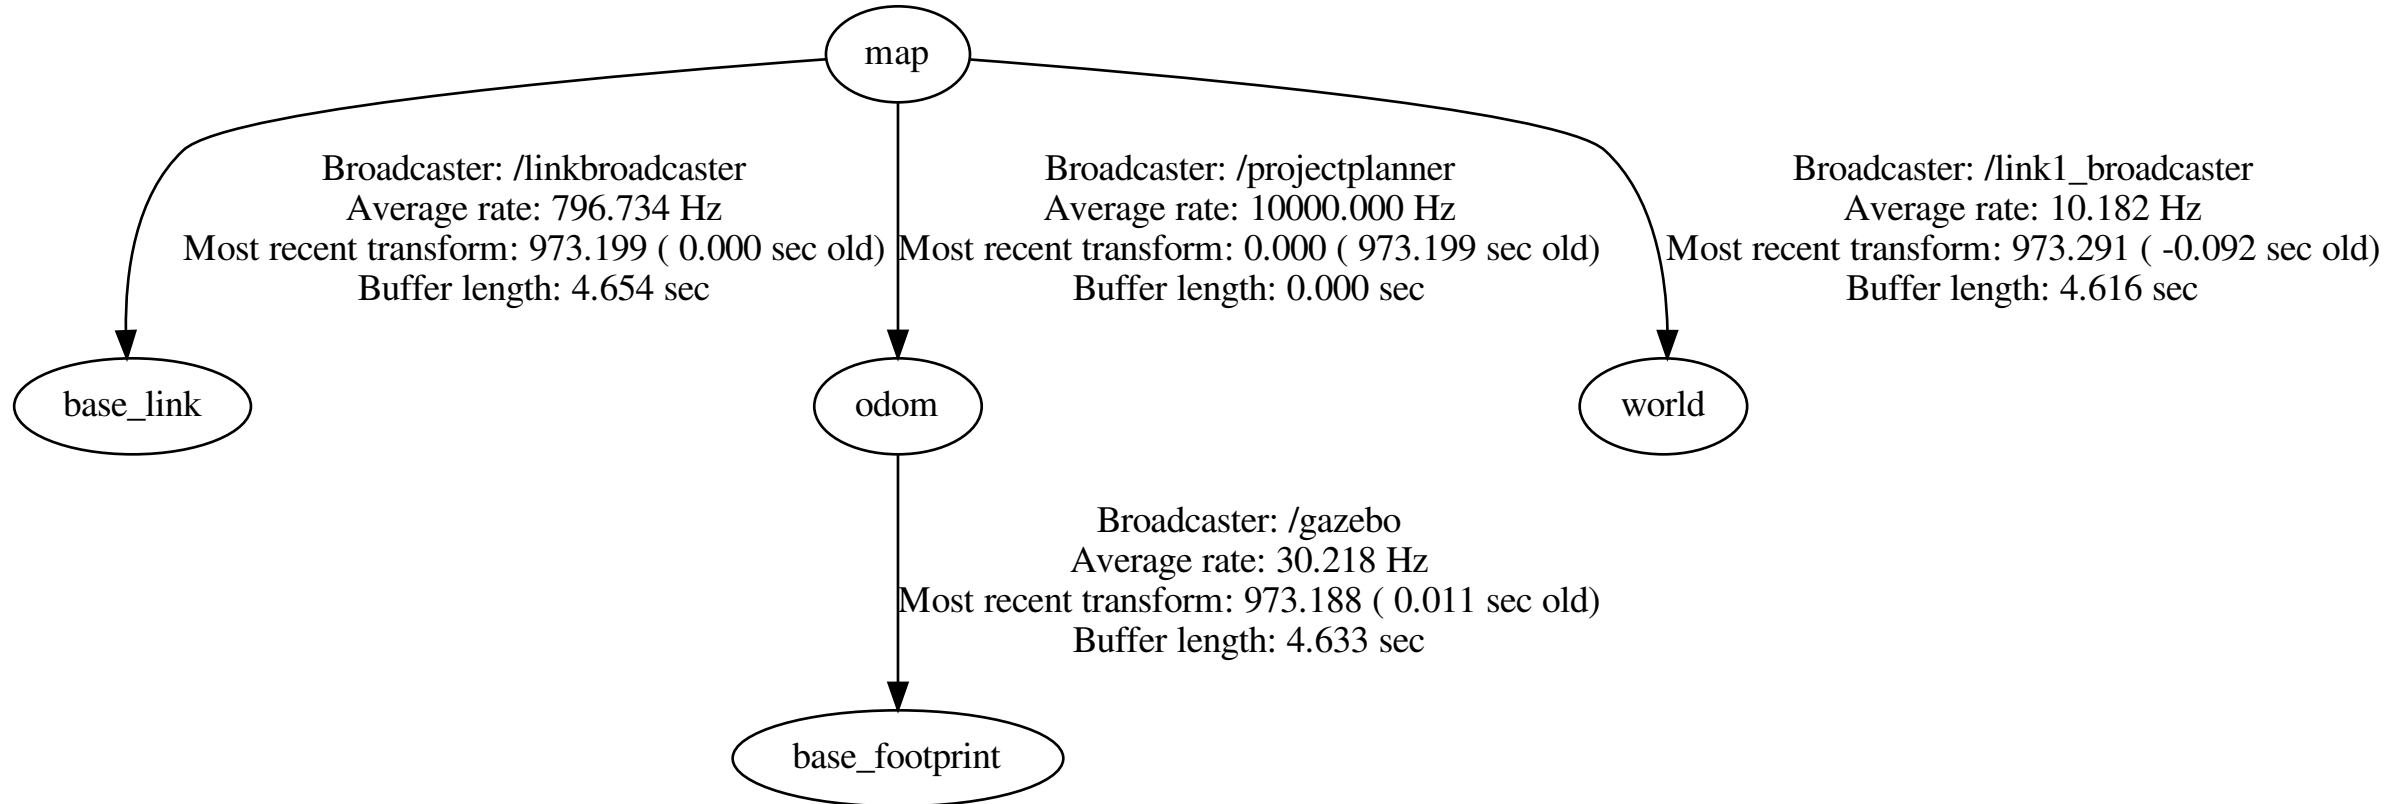 map
Broadcaster: /linkbroadcaster
Average rate: 796.734 Hz
Most recent transform: 973.199 ( 0.000 sec old)
Buffer length: 4.654 sec
Broadcaster: /projectplanner
Average rate: 10000.000 Hz
Most recent transform: 0.000 ( 973.199 sec old)
Buffer length: 0.000 sec
Broadcaster: /link1_broadcaster
Average rate: 10.182 Hz
Most recent transform: 973.291 ( -0.092 sec old)
Buffer length: 4.616 sec
base_link
odom
world
Broadcaster: /gazebo
Average rate: 30.218 Hz
Most recent transform: 973.188 ( 0.011 sec old)
Buffer length: 4.633 sec
base_footprint